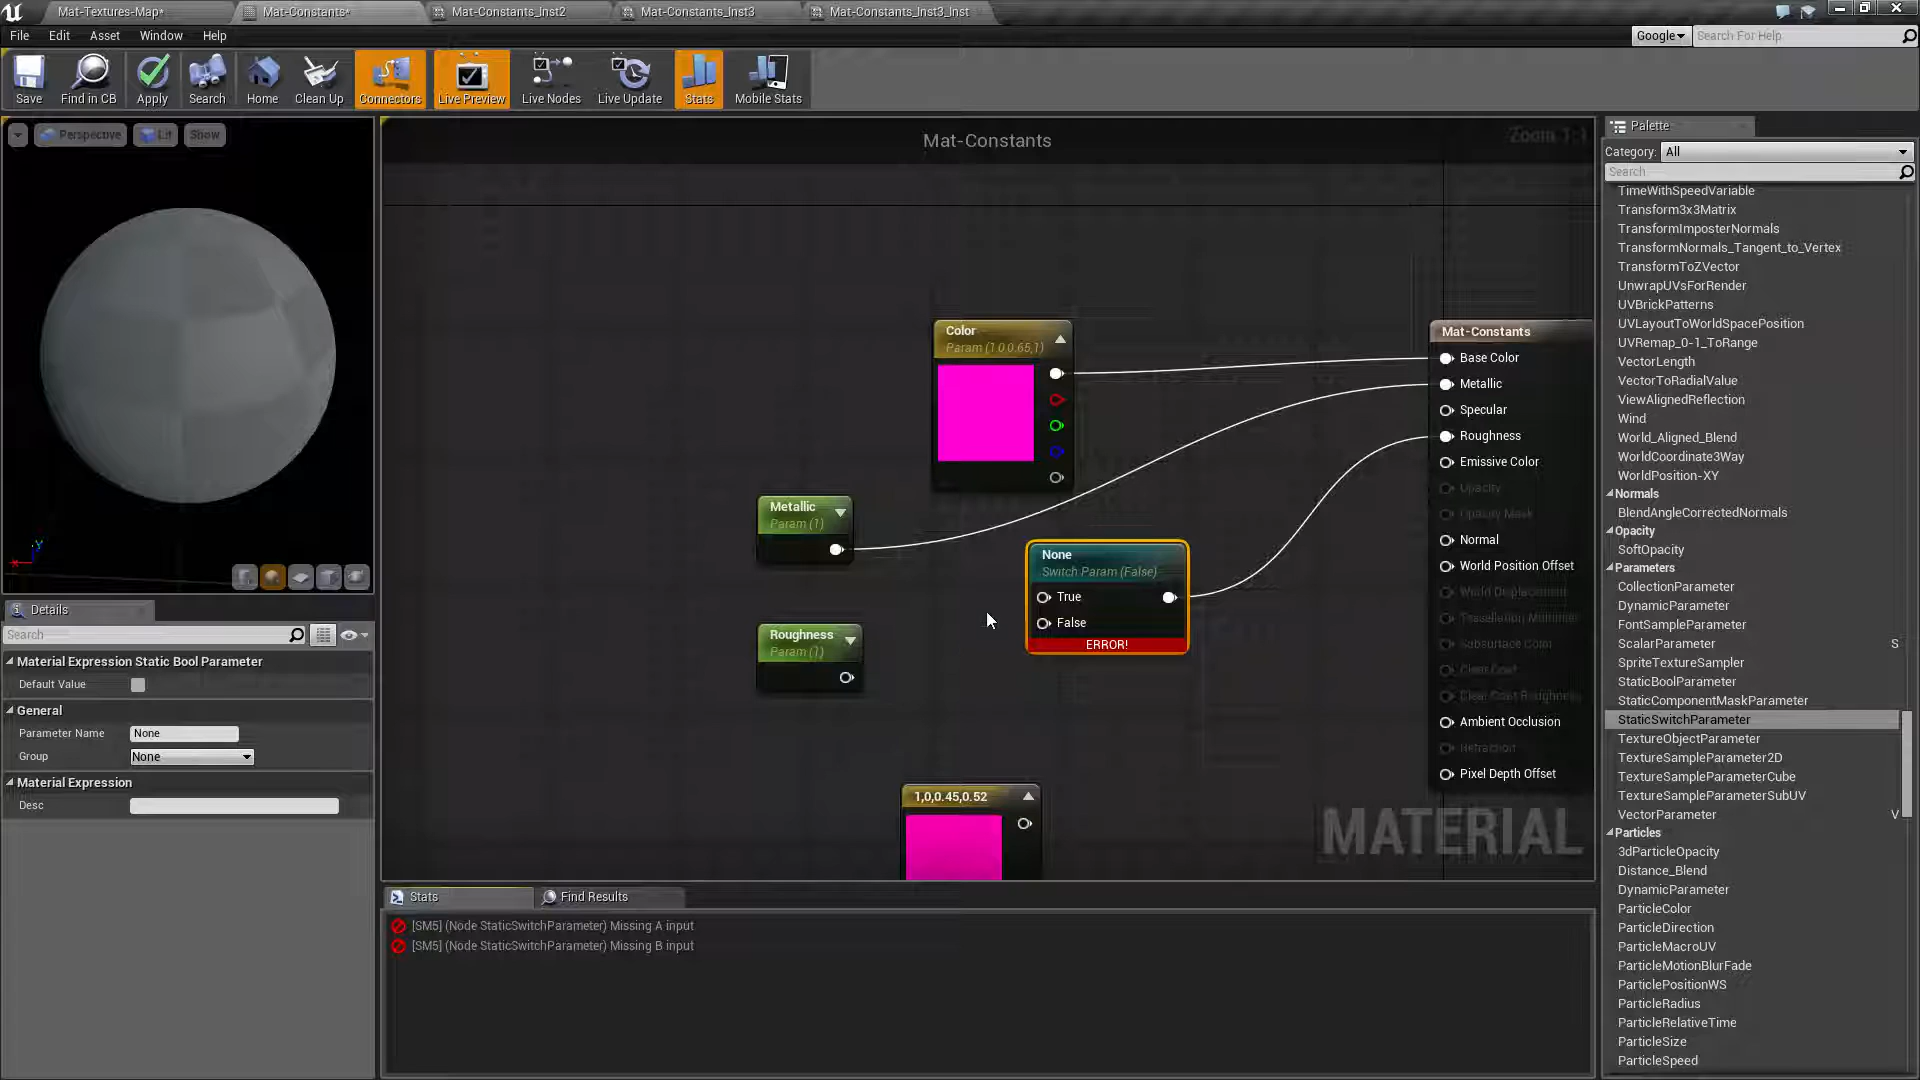 Mat-Textures-Map*
Mat-Constants*
Mat-Constants_Inst2
Mat-Constants_Inst3
Mat-Constants_Inst3_Inst
File Edit Asset Window Help
Google
Search For Help
Save
Find in CB
Apply
Search
Home
Clean Up
Connectors
Live Preview
Live Nodes
Live Update
Stats
Mobile Stats
Perspective
Lit
Show
Mat-Constants
Zoom 1:1
Color
Param (1,0,0.65,1)
Metallic
Param (1)
Roughness
Param (1)
None
Switch Param (False)
True
False
ERROR!
1,0,0.45,0.52
Mat-Constants
Base Color
Metallic
Specular
Roughness
Emissive Color
Opacity
Opacity Mask
Normal
World Position Offset
World Displacement
Tessellation Multiplier
Subsurface Color
Clear Coat
Clear Coat Roughness
Ambient Occlusion
Refraction
Pixel Depth Offset
MATERIAL
Details
Search
Material Expression Static Bool Parameter
Default Value
General
Parameter Name None
Group None
Material Expression
Desc
Stats
Find Results
[SM5] (Node StaticSwitchParameter) Missing A input
[SM5] (Node StaticSwitchParameter) Missing B input
Palette
Category: All
Search
TimeWithSpeedVariable
Transform3x3Matrix
TransformImposterNormals
TransformNormals_Tangent_to_Vertex
TransformToZVector
UnwrapUVsForRender
UVBrickPatterns
UVLayoutToWorldSpacePosition
UVRemap_0-1_ToRange
VectorLength
VectorToRadialValue
ViewAlignedReflection
Wind
World_Aligned_Blend
WorldCoordinate3Way
WorldPosition-XY
Normals
BlendAngleCorrectedNormals
Opacity
SoftOpacity
Parameters
CollectionParameter
DynamicParameter
FontSampleParameter
ScalarParameter S
SpriteTextureSampler
StaticBoolParameter
StaticComponentMaskParameter
StaticSwitchParameter
TextureObjectParameter
TextureSampleParameter2D
TextureSampleParameterCube
TextureSampleParameterSubUV
VectorParameter V
Particles
3dParticleOpacity
Distance_Blend
DynamicParameter
ParticleColor
ParticleDirection
ParticleMacroUV
ParticleMotionBlurFade
ParticlePositionWS
ParticleRadius
ParticleRelativeTime
ParticleSize
ParticleSpeed